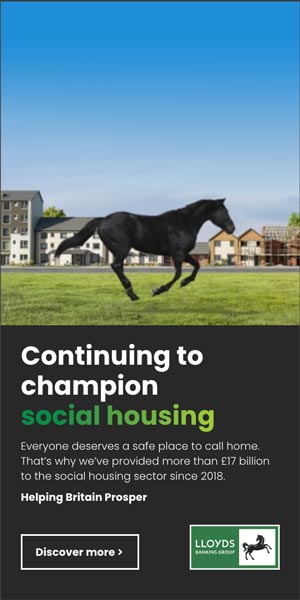 Continuing to
champion
social housing
Everyone deserves a safe place to call home.
That's why we've provided more than £17 billion
to the social housing sector since 2018.
Helping Britain Prosper
Discover more >
LLOYDS
BANKING GROUP